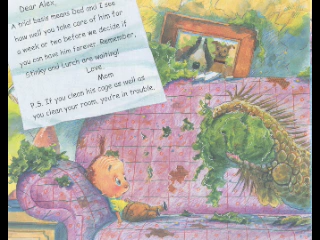 Dear Alex,
A trial basis means Dad and I see
how well you take care of him for
a week or two before we decide if
you can have him forever. Remember,
Stinky and Lurch are waiting!
Love,
Mom
P.S. If you clean his cage as well as
you clean your room, you're in trouble.